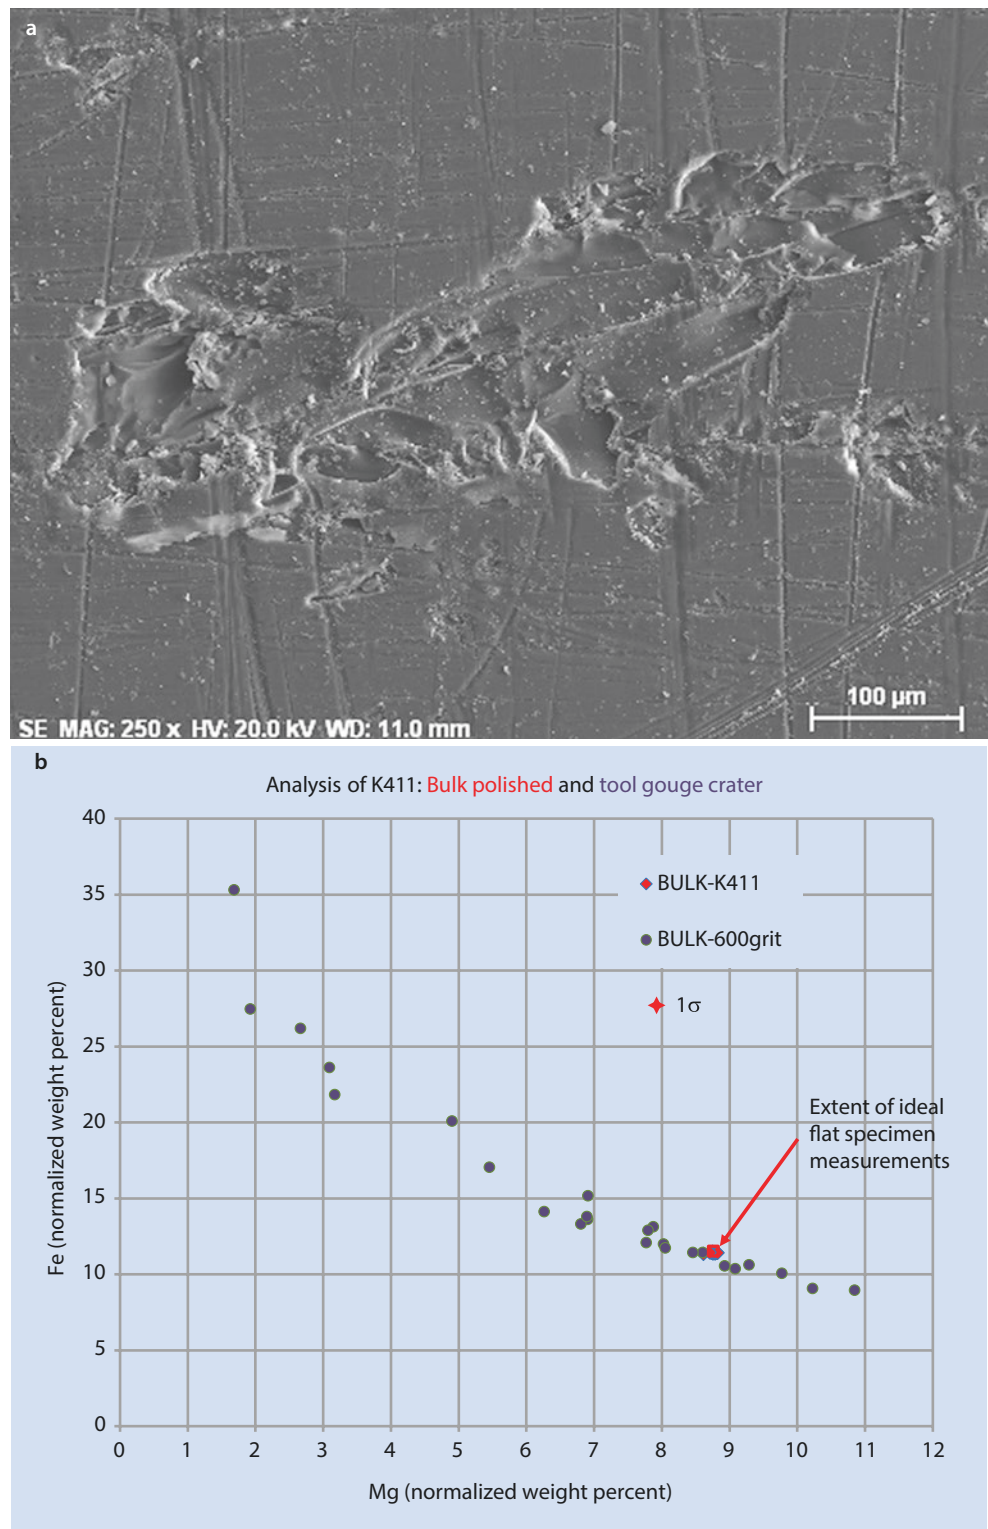 a
SE MAG: 250 x HV: 20.0 kV WD: 11.0 mm
100 µm
b
Analysis of K411: Bulk polished and tool gouge crater
40
35
30
25
20
15
10
5
0
Fe (normalized weight percent)
BULK-K411
BULK-600grit
1σ
Extent of ideal
flat specimen
measurements
0 1 2 3 4 5 6 7 8 9 10 11 12
Mg (normalized weight percent)